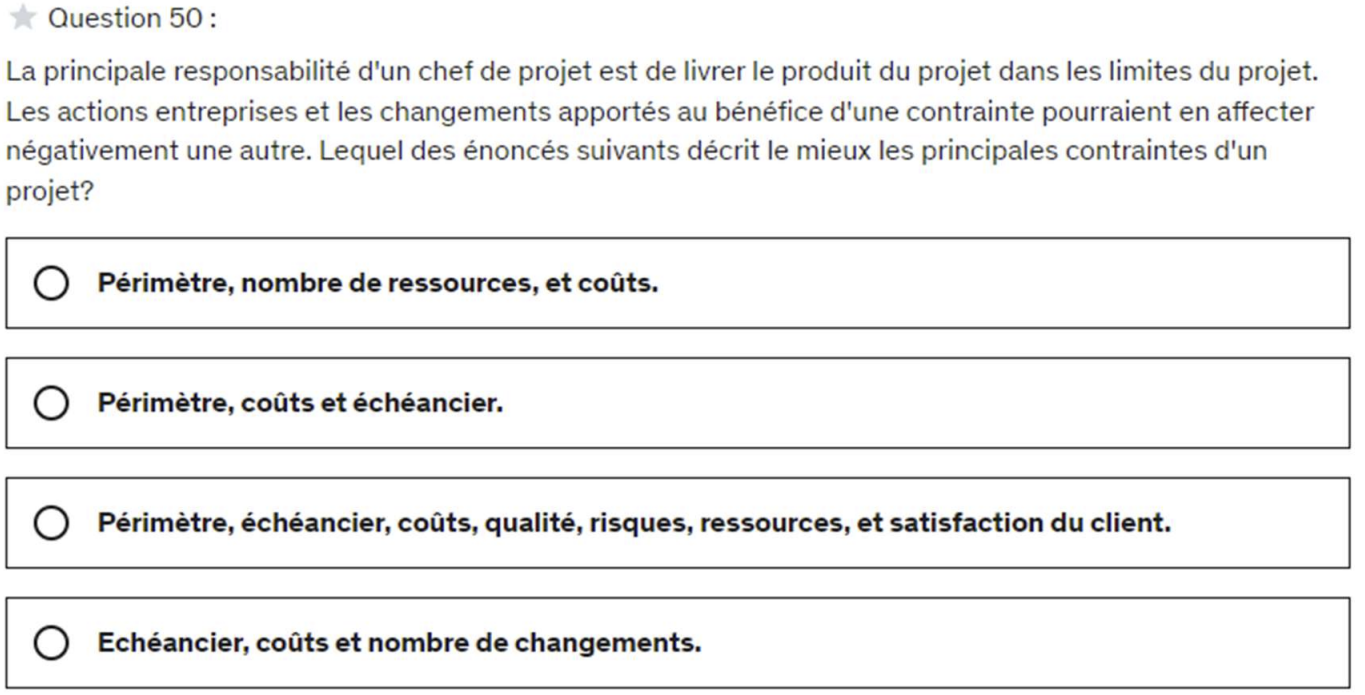 Question 50 :
La principale responsabilité d'un chef de projet est de livrer le produit du projet dans les limites du projet.
Les actions entreprises et les changements apportés au bénéfice d'une contrainte pourraient en affecter
négativement une autre. Lequel des énoncés suivants décrit le mieux les principales contraintes d'un
projet?
Périmètre, nombre de ressources, et coûts.
Périmètre, coûts et échéancier.
Périmètre, échéancier, coûts, qualité, risques, ressources, et satisfaction du client.
Echéancier, coûts et nombre de changements.